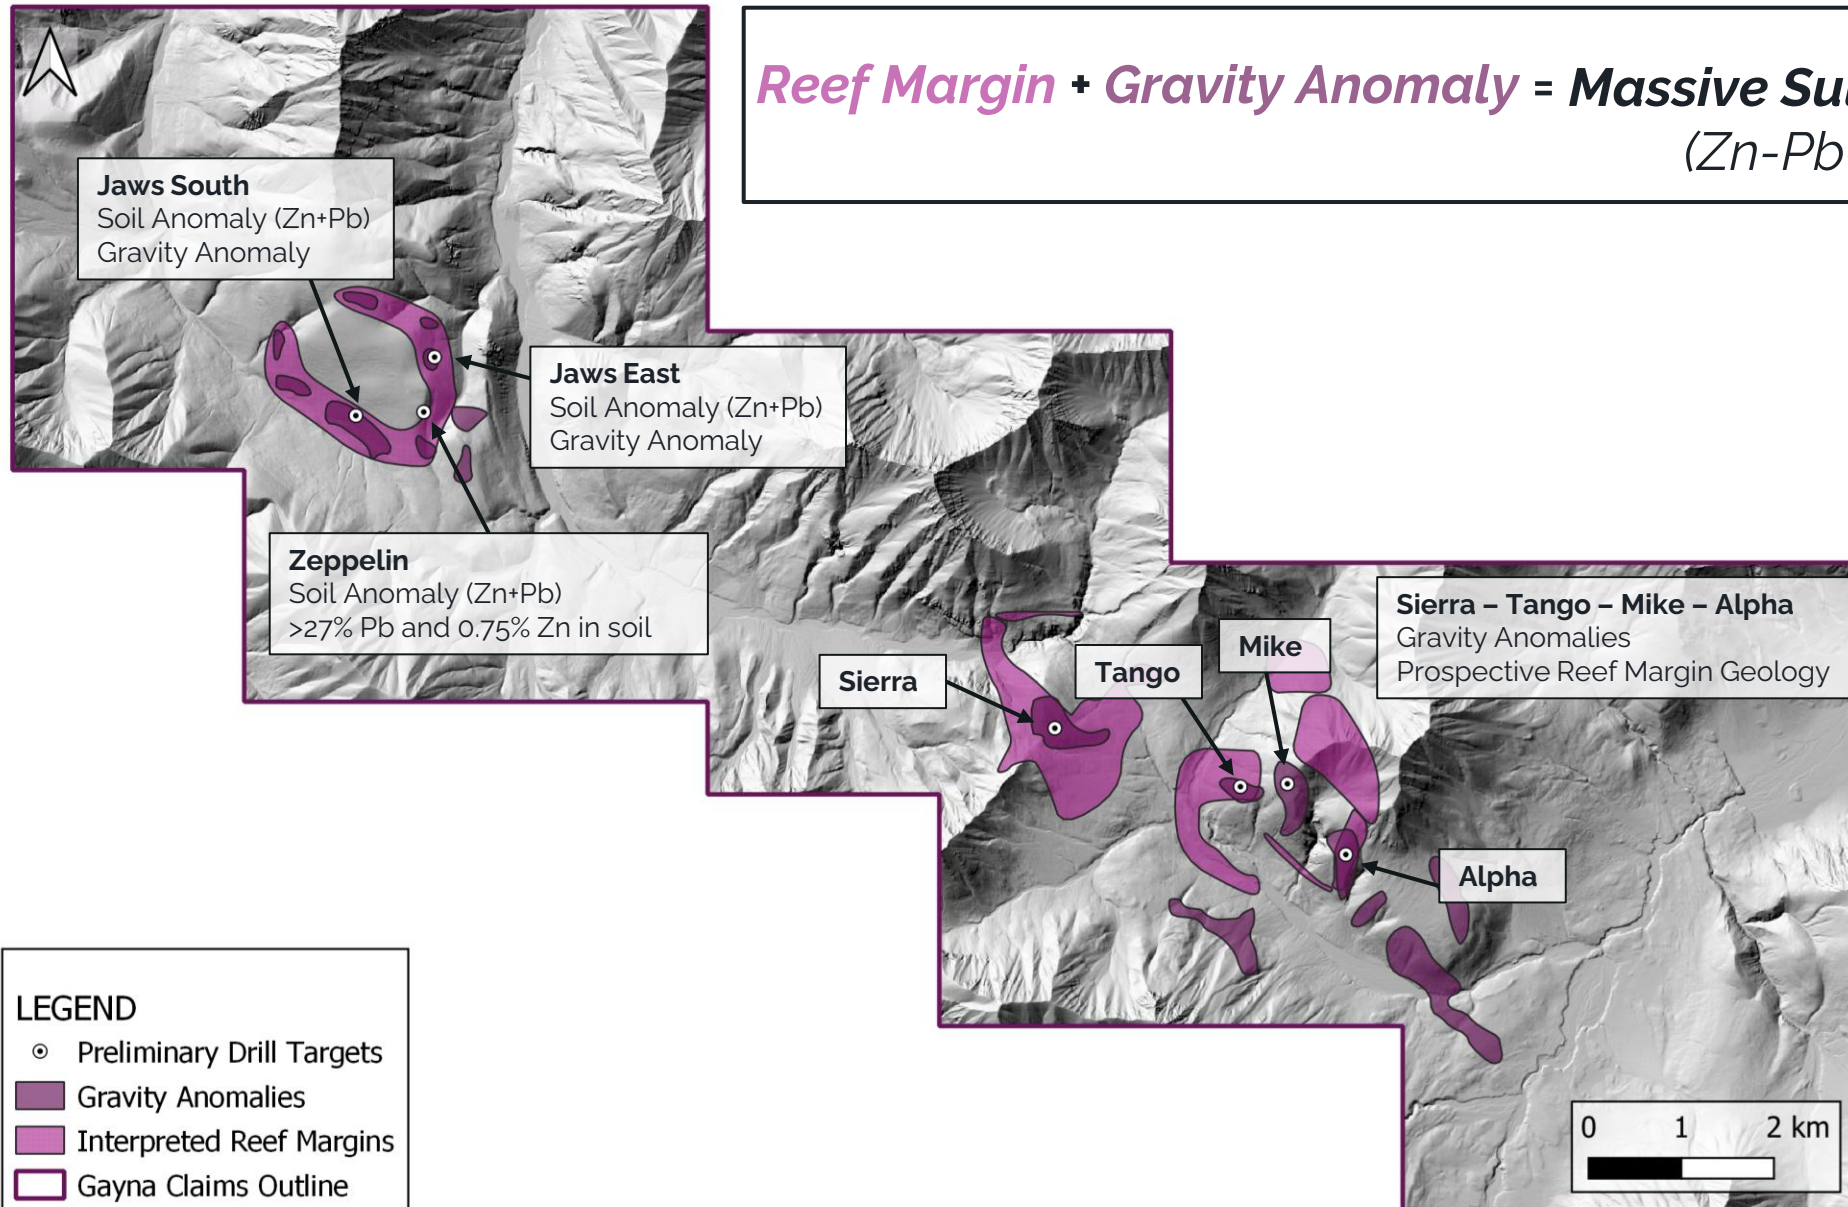 Reef Margin + Gravity Anomaly = Massive
(Zn-Pb
Jaws South
Soil Anomaly (Zn+Pb)
Gravity Anomaly
Jaws East
Soil Anomaly (Zn+Pb)
Gravity Anomaly
Zeppelin
Soil Anomaly (Zn+Pb)
>27% Pb and 0.75% Zn in soil
Sierra – Tango – Mike – Alpha
Gravity Anomalies
Prospective Reef Margin Geology
Mike
Tango
Sierra
Alpha
LEGEND
Preliminary Drill Targets
Gravity Anomalies
Interpreted Reef Margins
Gayna Claims Outline
0 1 2 km